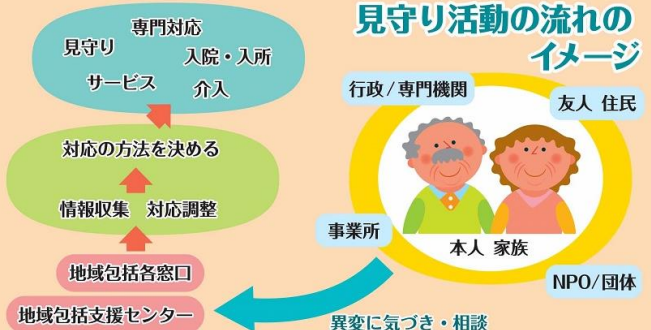 見守り活動の流れの
イメージ
専門対応
見守り
入院・入所
サービス
介入
対応の方法を決める
情報収集 対応調整
地域包括各窓口
地域包括支援センター
行政/専門機関
友人 住民
事業所
本人 家族
NPO/団体
異変に気づき・相談